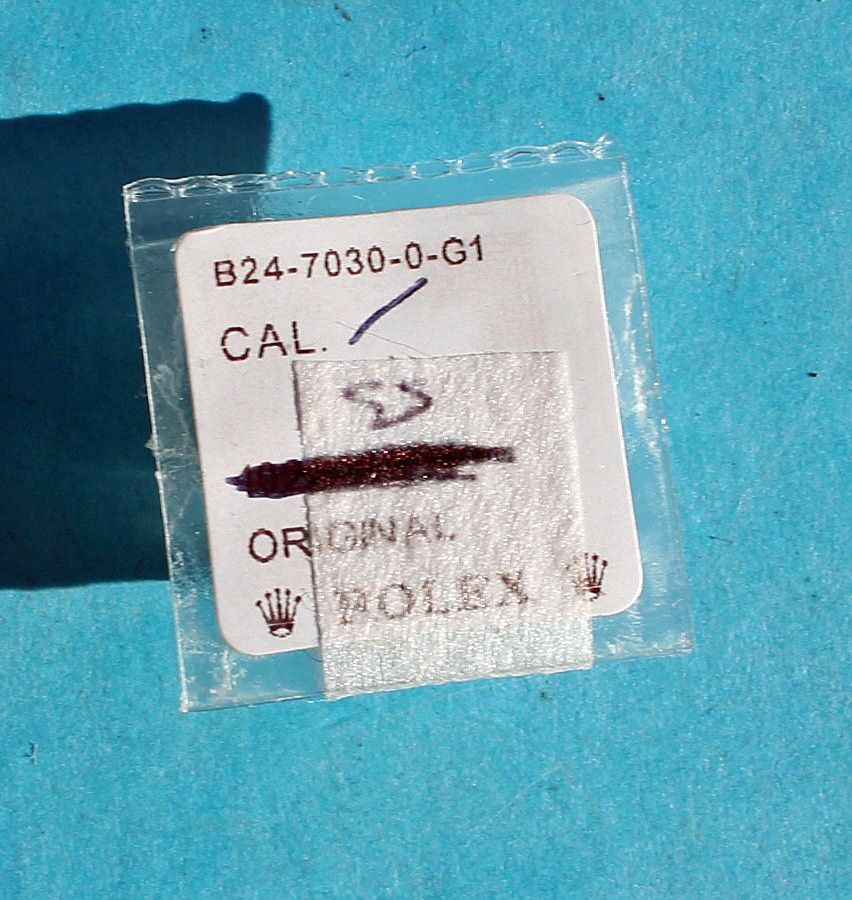 B24-7030-0-G1
CAL. /
ORIGINAL
ROLEX